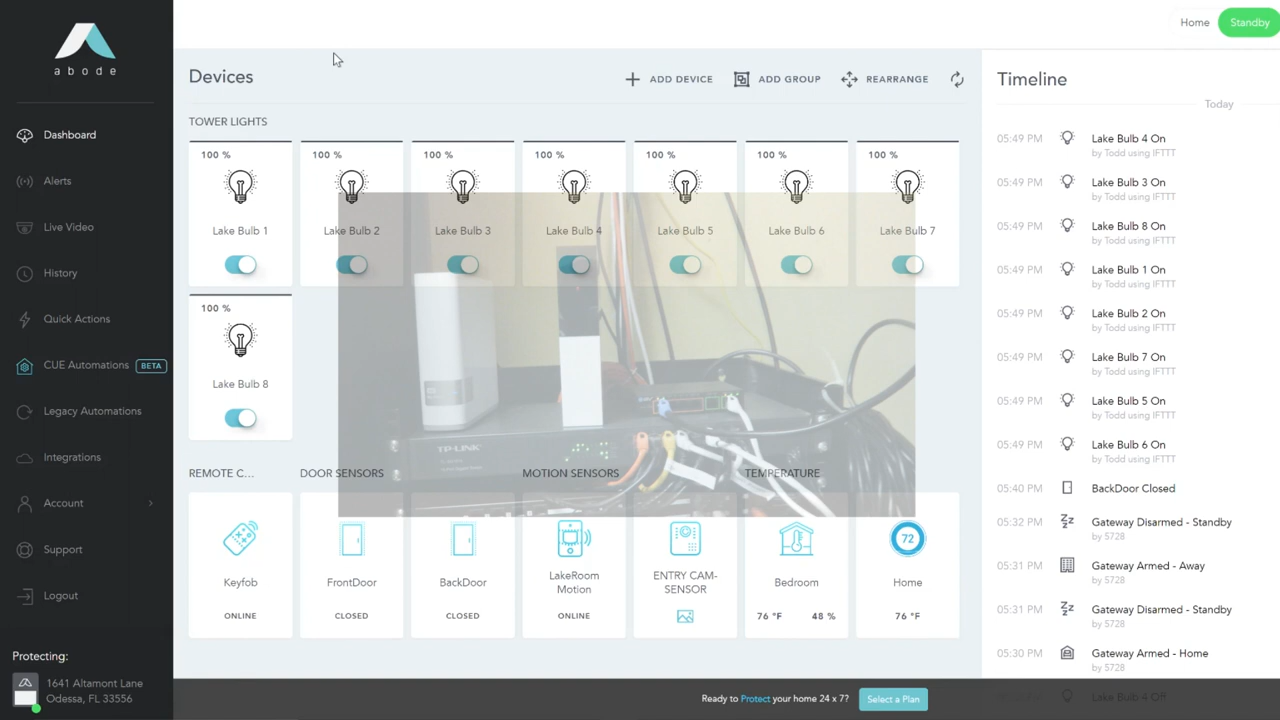 abode
Dashboard
Alerts
Live Video
History
Quick Actions
CUE Automations BETA
Legacy Automations
Integrations
Account
Support
Logout
Protecting:
1641 Altamont Lane
Odessa, FL 33556
Home Standby
Devices
ADD DEVICE ADD GROUP REARRANGE
TOWER LIGHTS
100 % 100 % 100 % 100 % 100 % 100 % 100 %
Lake Bulb 1 Lake Bulb 2 Lake Bulb 3 Lake Bulb 4 Lake Bulb 5 Lake Bulb 6 Lake Bulb 7
100 %
Lake Bulb 8
TP-LINK
REMOTE C... DOOR SENSORS MOTION SENSORS TEMPERATURE
72
Keyfob FrontDoor BackDoor LakeRoom Motion ENTRY CAM-SENSOR Bedroom Home
ONLINE CLOSED CLOSED ONLINE 76 °F 48 % 76 °F
Timeline
Today
05:49 PM Lake Bulb 4 On
by Todd using IFTTT
05:49 PM Lake Bulb 3 On
by Todd using IFTTT
05:49 PM Lake Bulb 8 On
by Todd using IFTTT
05:49 PM Lake Bulb 1 On
by Todd using IFTTT
05:49 PM Lake Bulb 2 On
by Todd using IFTTT
05:49 PM Lake Bulb 7 On
by Todd using IFTTT
05:49 PM Lake Bulb 5 On
by Todd using IFTTT
05:49 PM Lake Bulb 6 On
by Todd using IFTTT
05:40 PM BackDoor Closed
05:32 PM Gateway Disarmed - Standby
by 5728
05:31 PM Gateway Armed - Away
by 5728
05:31 PM Gateway Disarmed - Standby
by 5728
05:30 PM Gateway Armed - Home
by 5728
Lake Bulb 4 Off
Ready to Protect your home 24 x 7? Select a Plan